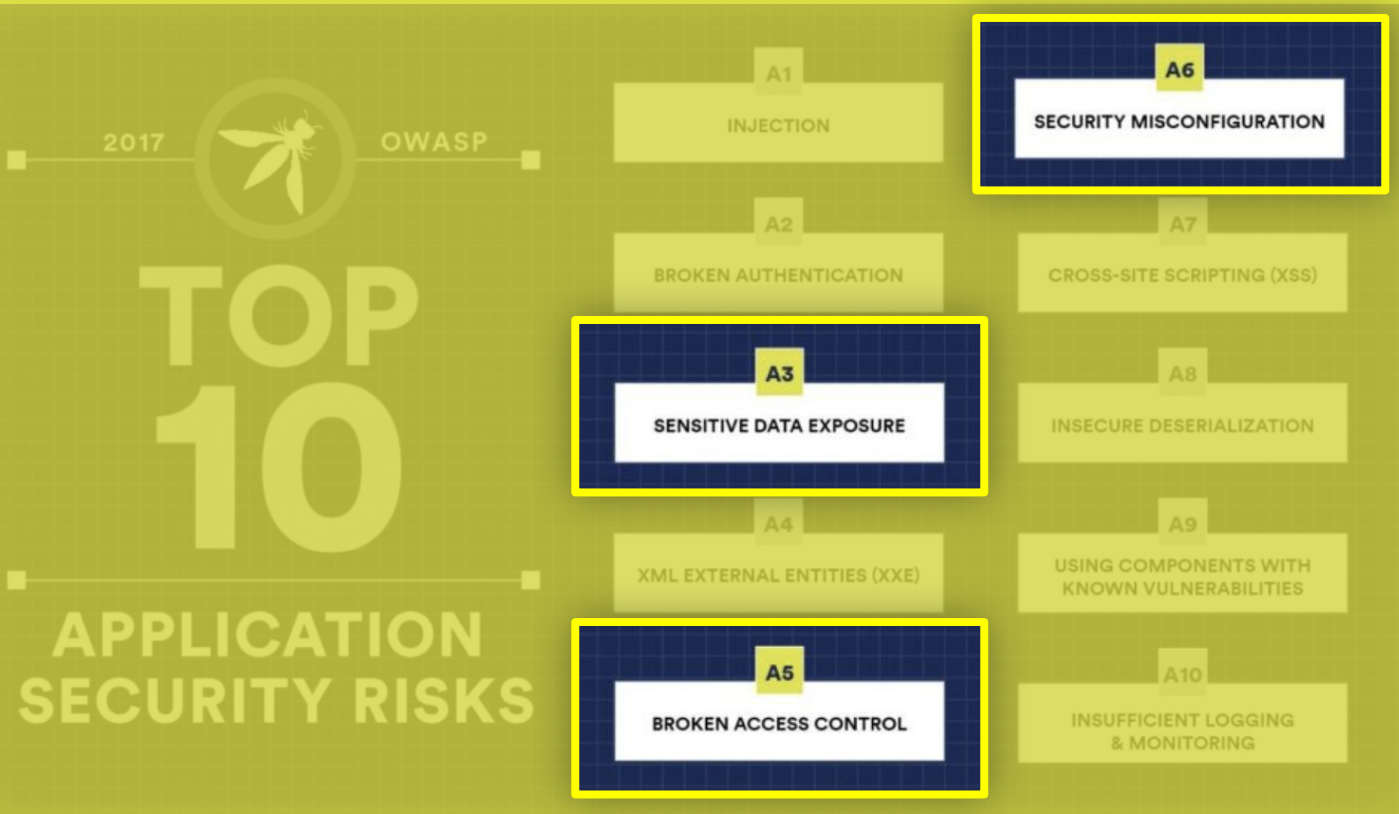 2017 OWASP
TOP
10
APPLICATION
SECURITY RISKS
A1
INJECTION
A2
BROKEN AUTHENTICATION
A3
SENSITIVE DATA EXPOSURE
A4
XML EXTERNAL ENTITIES (XXE)
A5
BROKEN ACCESS CONTROL
A6
SECURITY MISCONFIGURATION
A7
CROSS-SITE SCRIPTING (XSS)
A8
INSECURE DESERIALIZATION
A9
USING COMPONENTS WITH
KNOWN VULNERABILITIES
A10
INSUFFICIENT LOGGING
& MONITORING